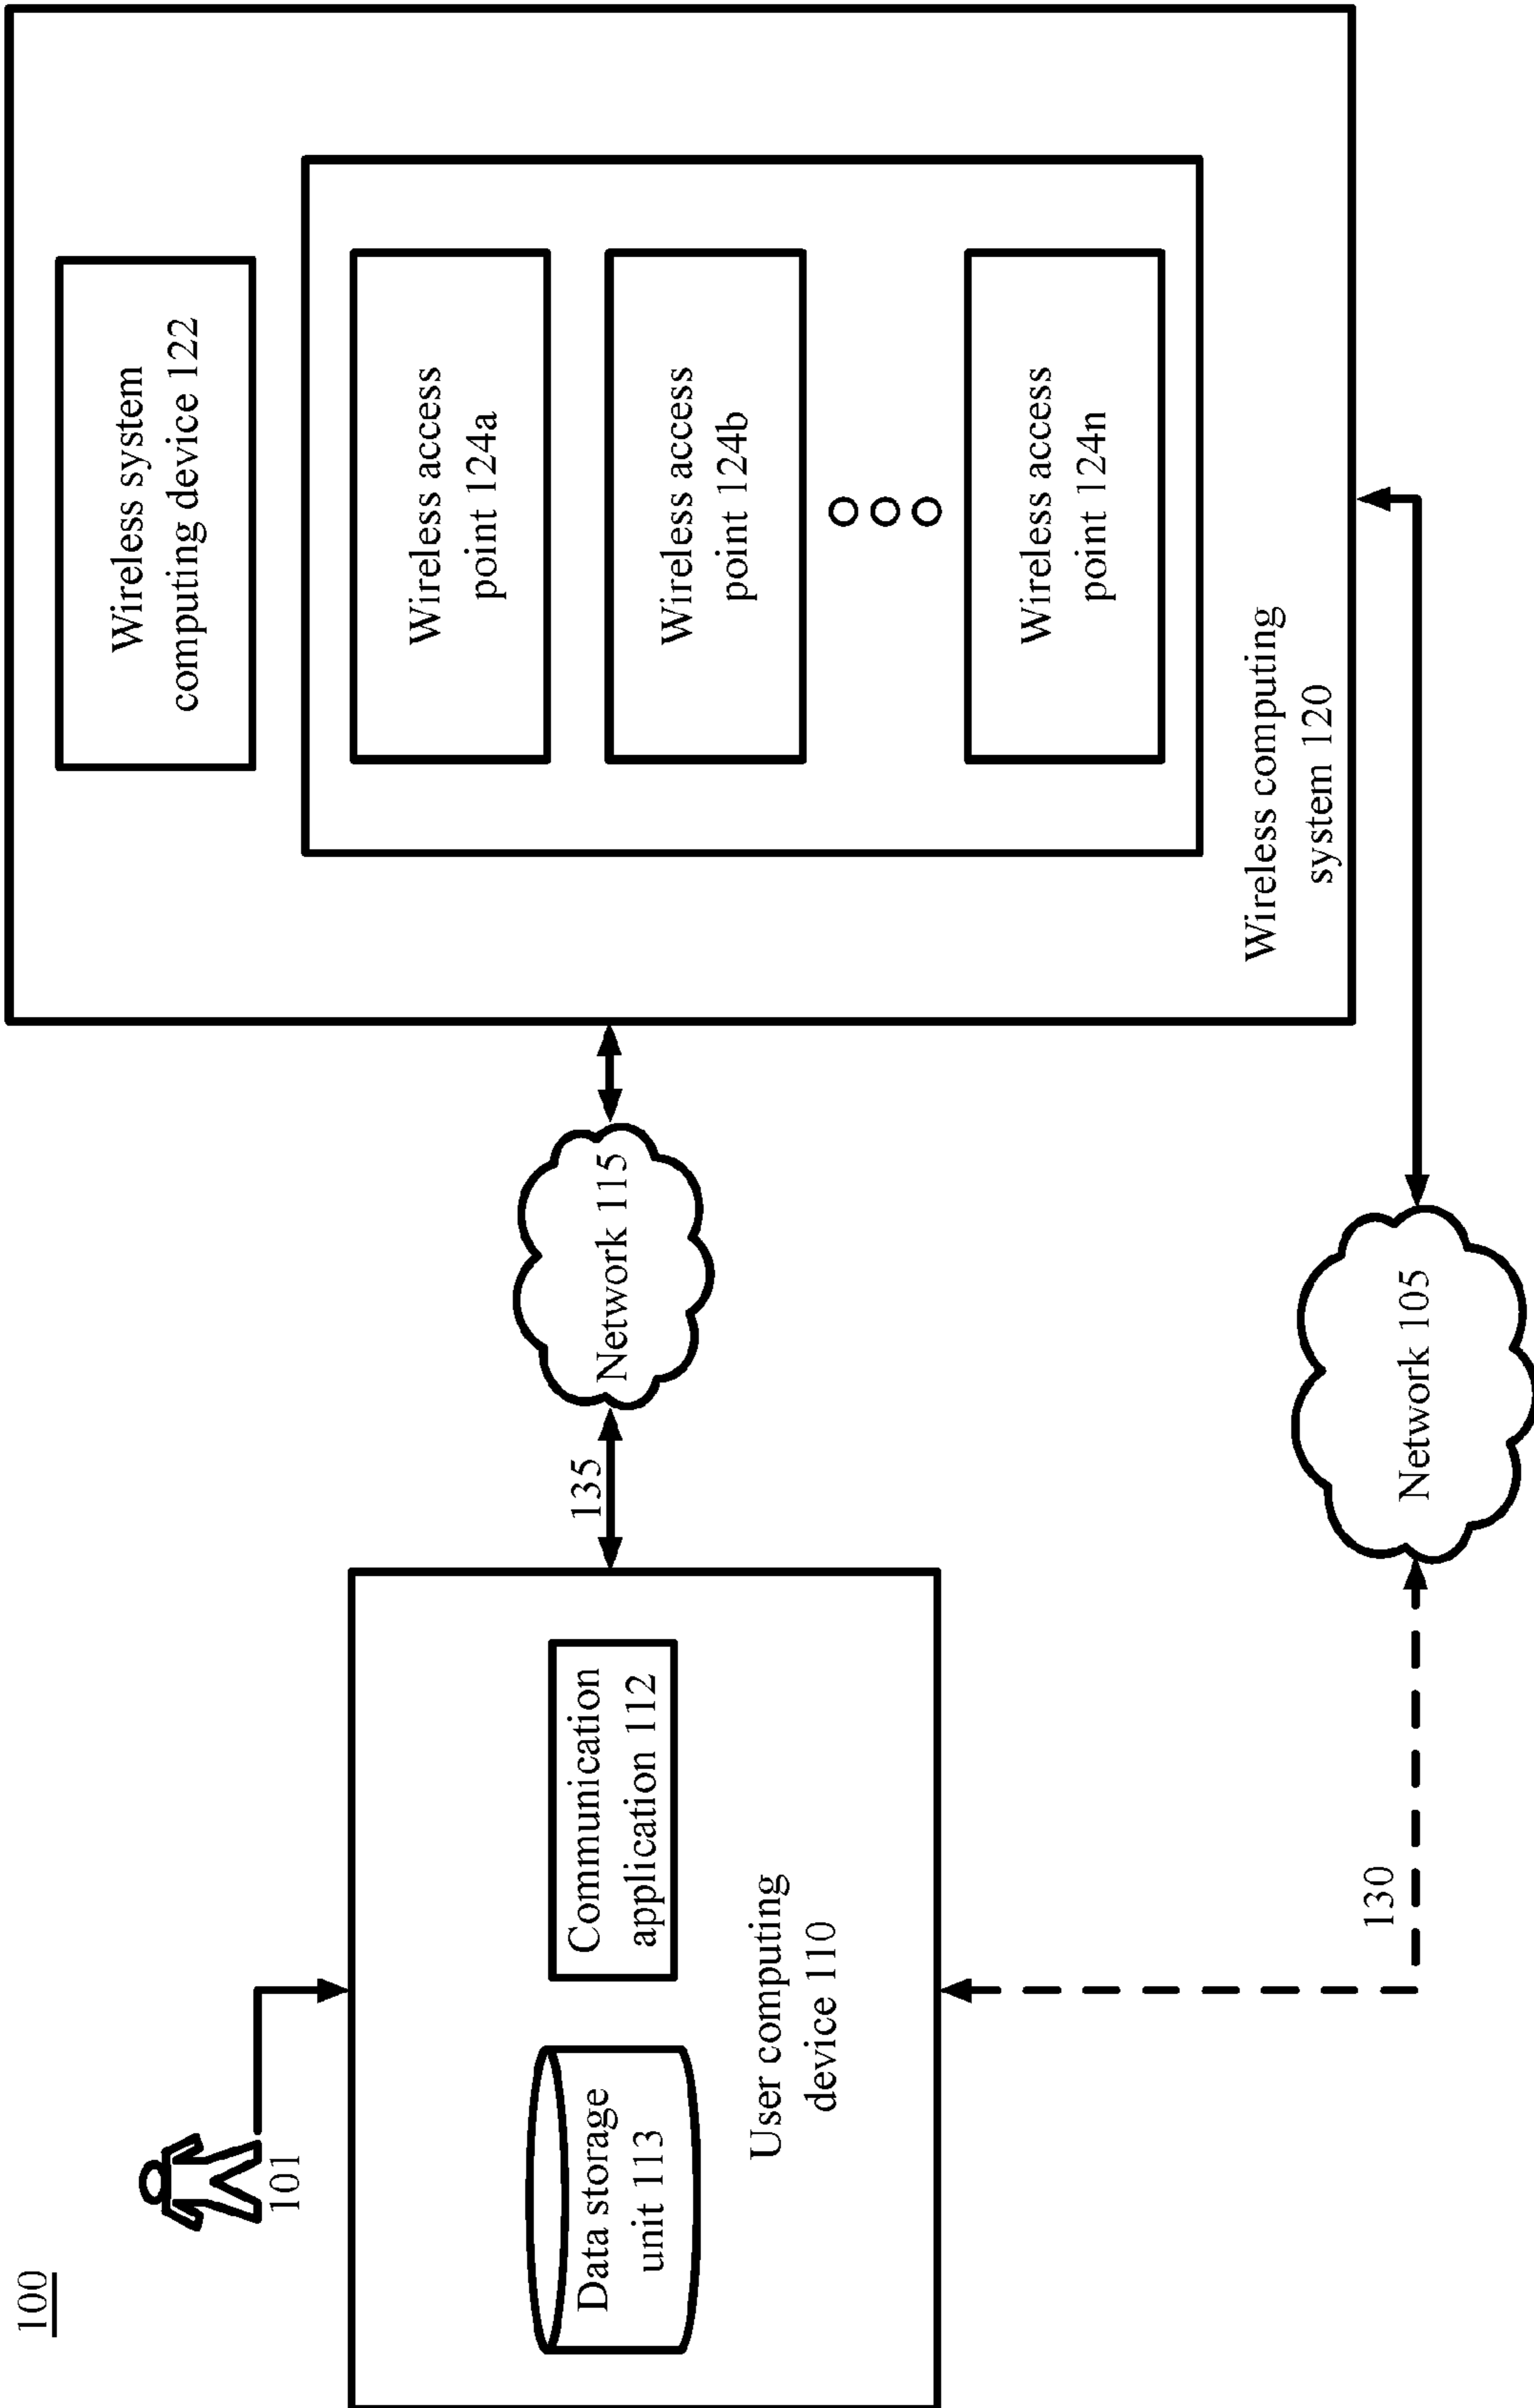 100
101
Data storage
unit 113
Communication
application 112
User computing
device 110
135
Network 115
130
Network 105
Wireless system
computing device 122
Wireless access
point 124a
Wireless access
point 124b
Wireless access
point 124n
Wireless computing
system 120